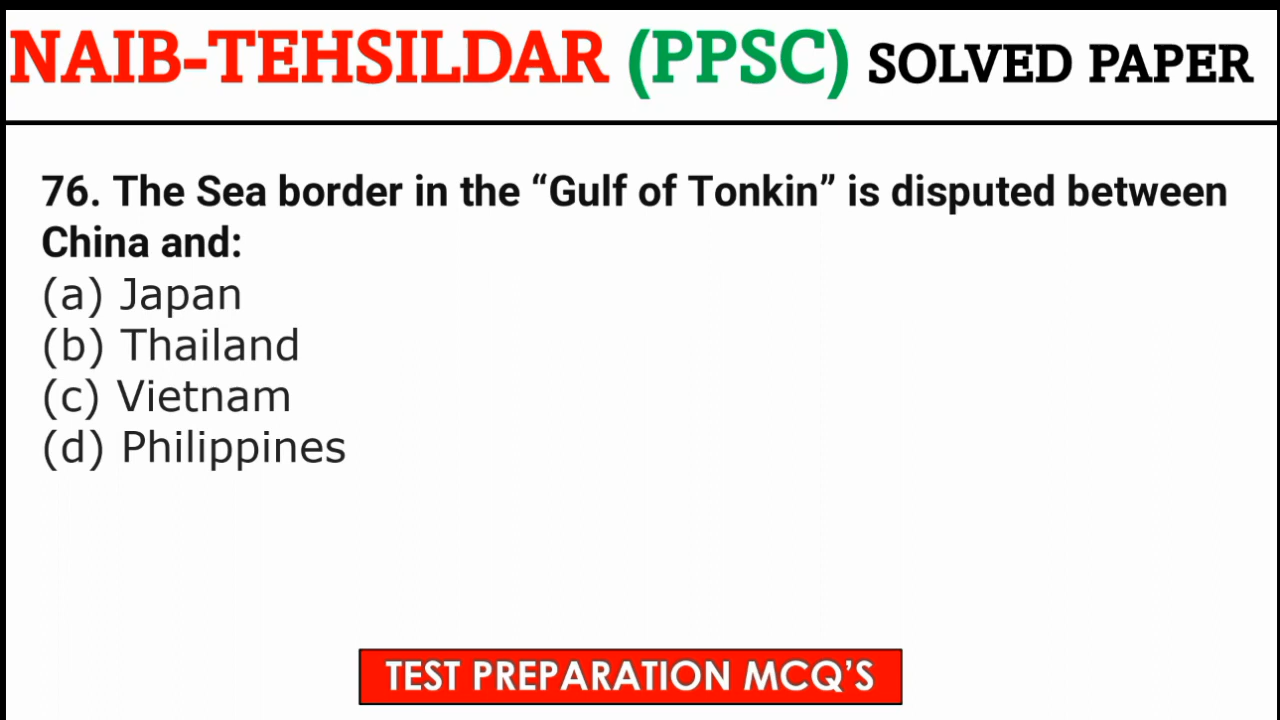 NAIB-TEHSILDAR (PPSC) SOLVED PAPER
76. The Sea border in the “Gulf of Tonkin” is disputed between
China and:
(a) Japan
(b) Thailand
(c) Vietnam
(d) Philippines
TEST PREPARATION MCQ’S